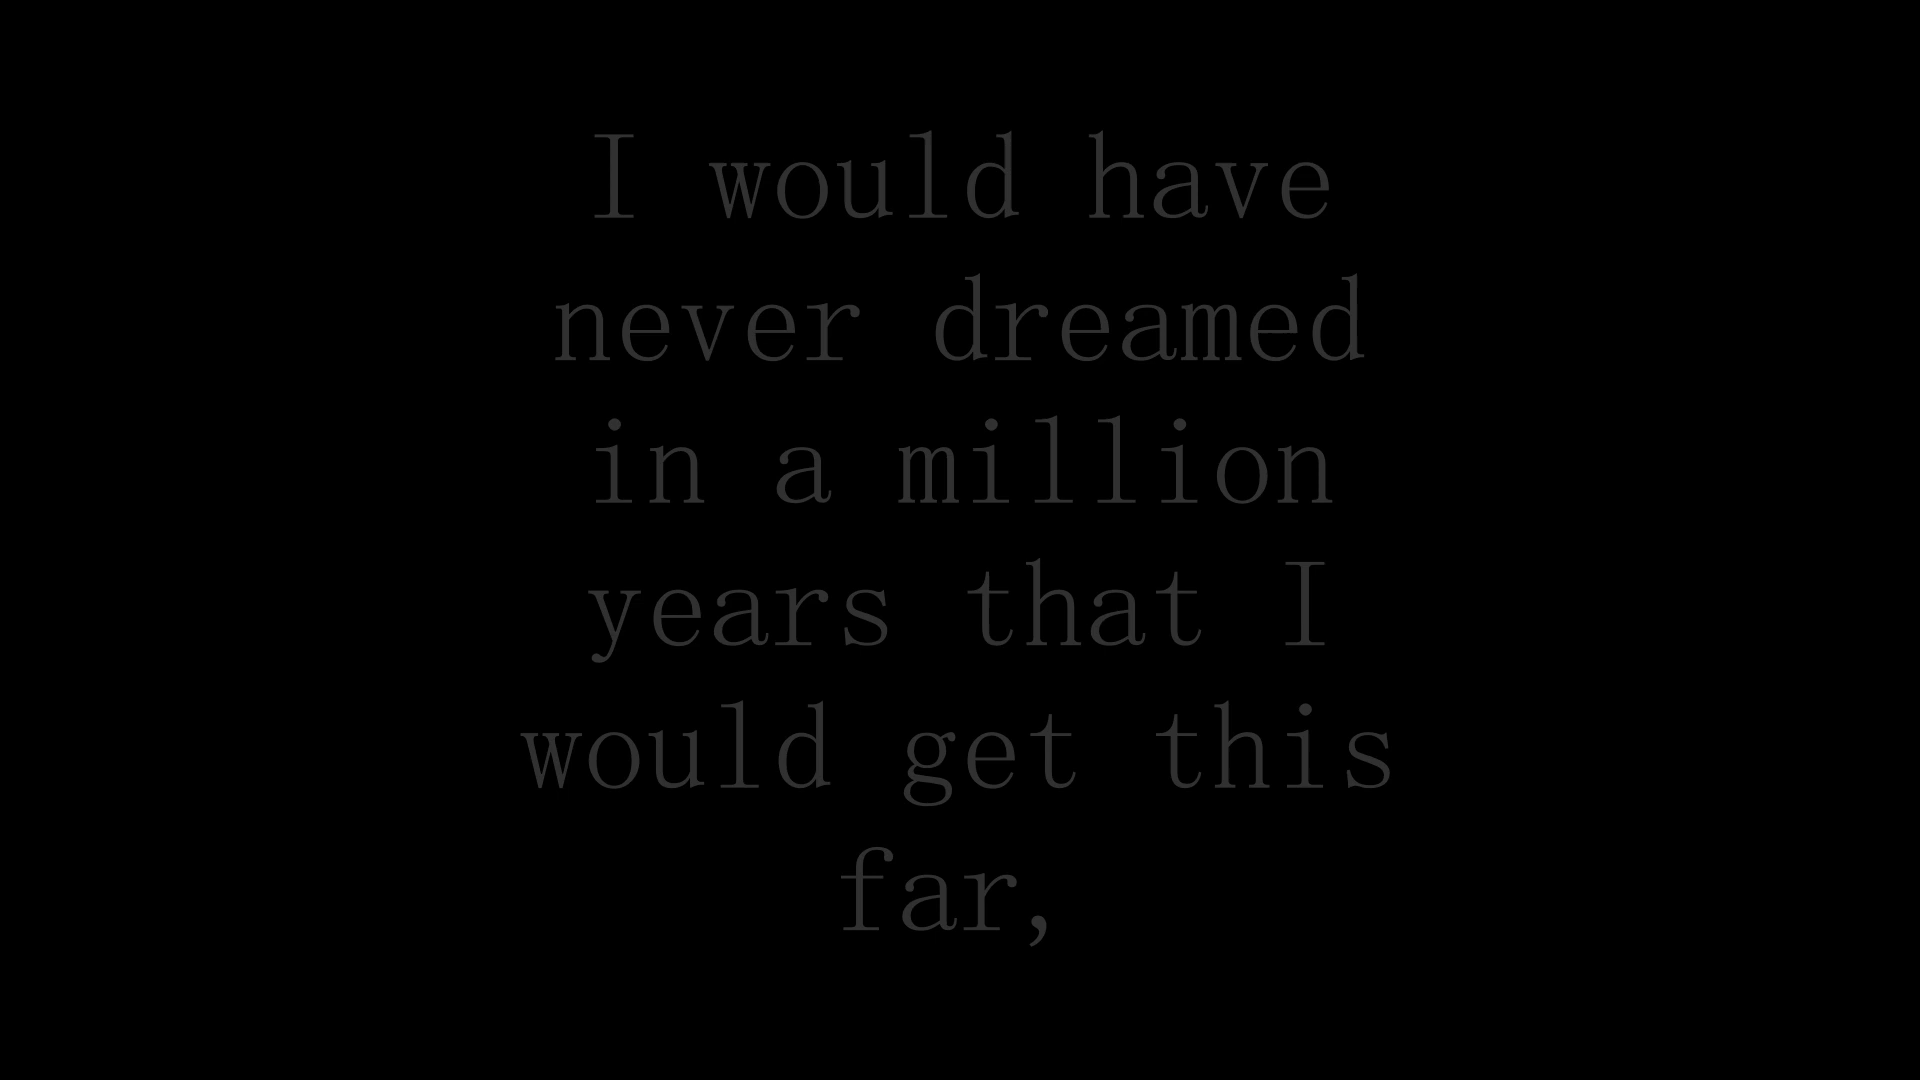 I would have
never dreamed
in a million
years that I
would get this
far,